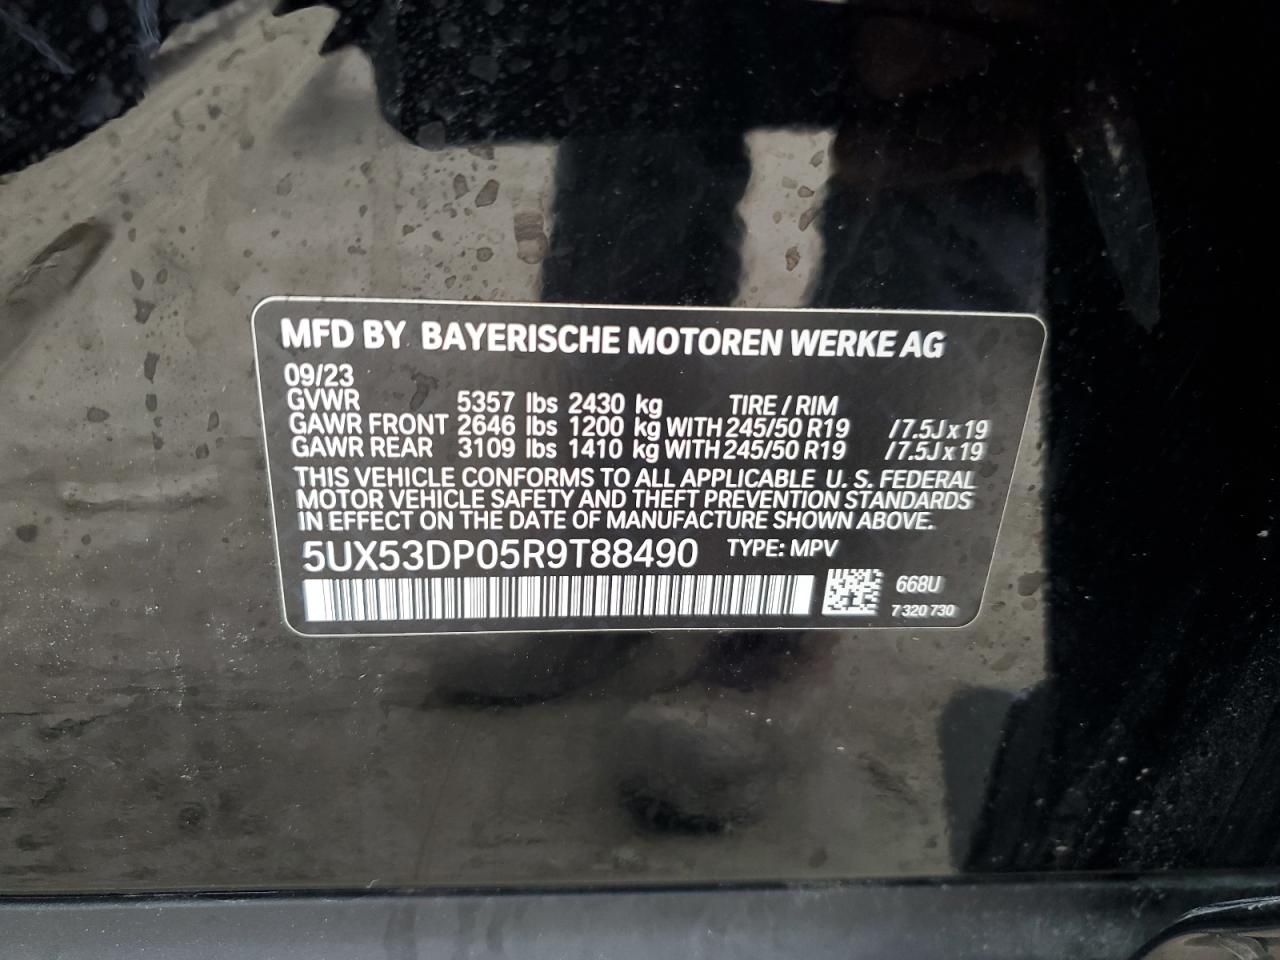 MFD BY BAYERISCHE MOTOREN WERKE AG
09/23
GVWR 5357 lbs 2430 kg TIRE / RIM
GAWR FRONT 2646 lbs 1200 kg WITH 245/50 R19 / 7.5J x 19
GAWR REAR 3109 lbs 1410 kg WITH 245/50 R19 / 7.5J x 19
THIS VEHICLE CONFORMS TO ALL APPLICABLE U. S. FEDERAL
MOTOR VEHICLE SAFETY AND THEFT PREVENTION STANDARDS
IN EFFECT ON THE DATE OF MANUFACTURE SHOWN ABOVE.
5UX53DP05R9T88490 TYPE: MPV
668U
7 320 730